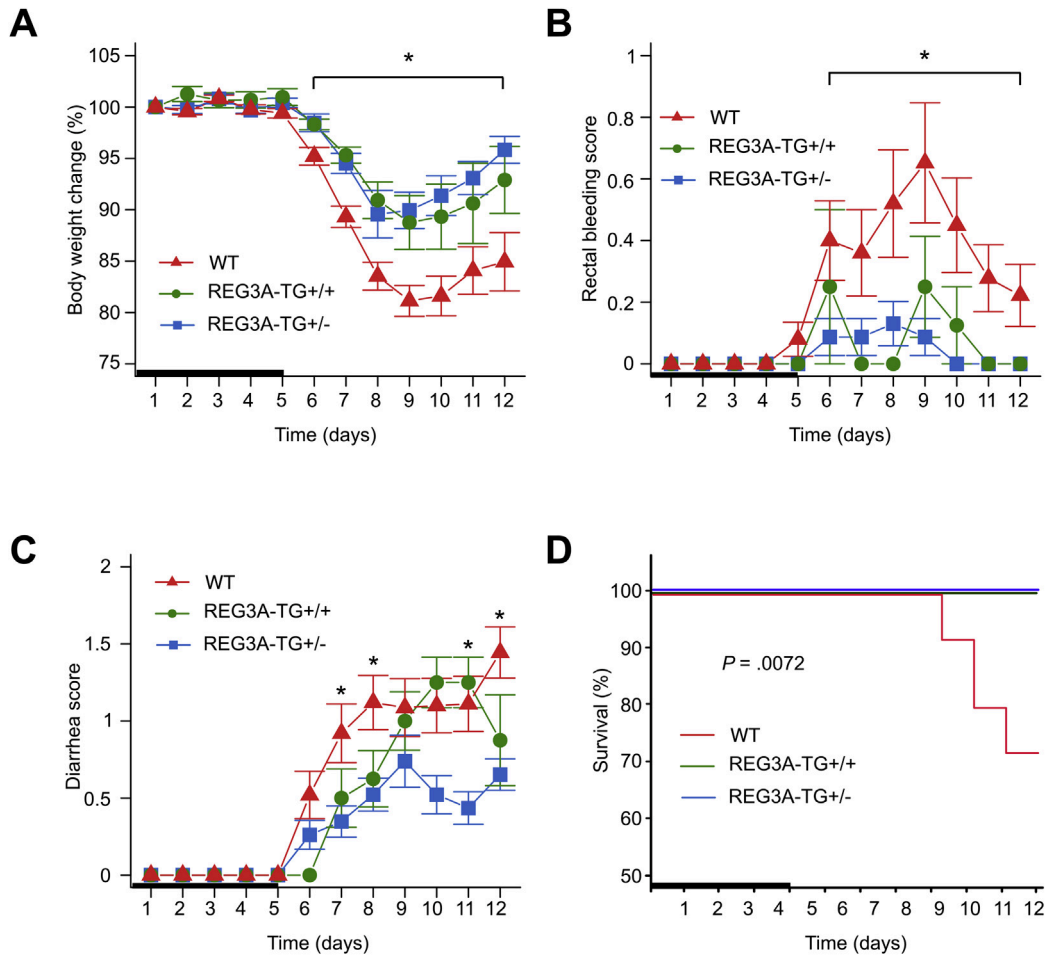 A
105
100
95
90
85
80
75
Body weight change (%)
*
WT
REG3A-TG+/+
REG3A-TG+/-
1 2 3 4 5 6 7 8 9 10 11 12
Time (days)
B
1
0.8
0.6
0.4
0.2
0
Rectal bleeding score
*
WT
REG3A-TG+/+
REG3A-TG+/-
1 2 3 4 5 6 7 8 9 10 11 12
Time (days)
C
2
1.5
1
0.5
0
Diarrhea score
WT
REG3A-TG+/+
REG3A-TG+/-
* * * *
1 2 3 4 5 6 7 8 9 10 11 12
Time (days)
D
100
90
80
70
60
50
Survival (%)
P = .0072
WT
REG3A-TG+/+
REG3A-TG+/-
1 2 3 4 5 6 7 8 9 10 11 12
Time (days)